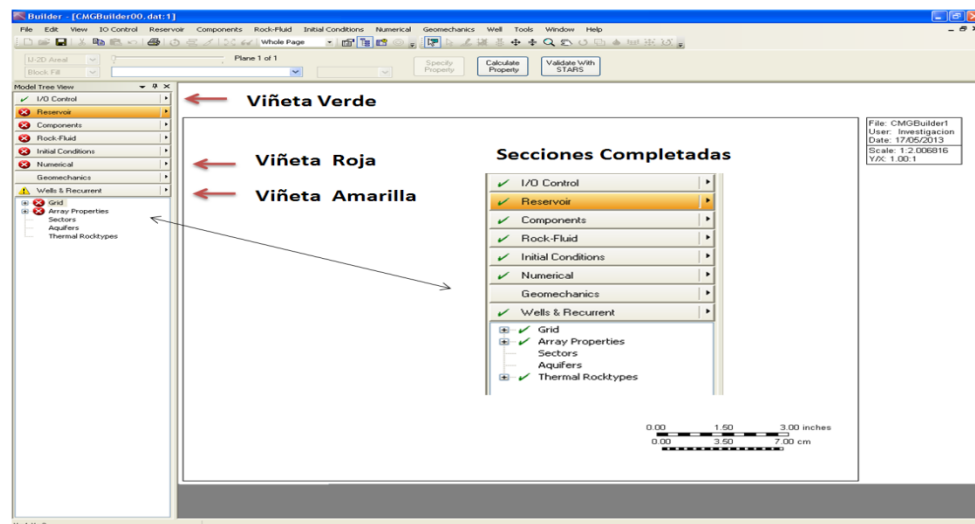 Builder - [CMGBuilder00.dat:1]
File Edit View IO Control Reservoir Components Rock-Fluid Initial Conditions Numerical Geomechanics Well Tools Window Help
Whole Page
U-2D Areal
Plane 1 of 1
Block Fill
Specify Property
Calculate Property
Validate With STARS
Model Tree View
I/O Control
Reservoir
Components
Rock-Fluid
Initial Conditions
Numerical
Geomechanics
Wells & Recurrent
Grid
Array Properties
Sectors
Aquifers
Thermal Rocktypes
Viñeta Verde
Viñeta Roja
Viñeta Amarilla
Secciones Completadas
I/O Control
Reservoir
Components
Rock-Fluid
Initial Conditions
Numerical
Geomechanics
Wells & Recurrent
Grid
Array Properties
Sectors
Aquifers
Thermal Rocktypes
File: CMGBuilder1
User: Investigacion
Date: 17/05/2013
Scale: 1:2.006816
Y/X: 1.00:1
0.00 1.50 3.00 inches
0.00 3.50 7.00 cm